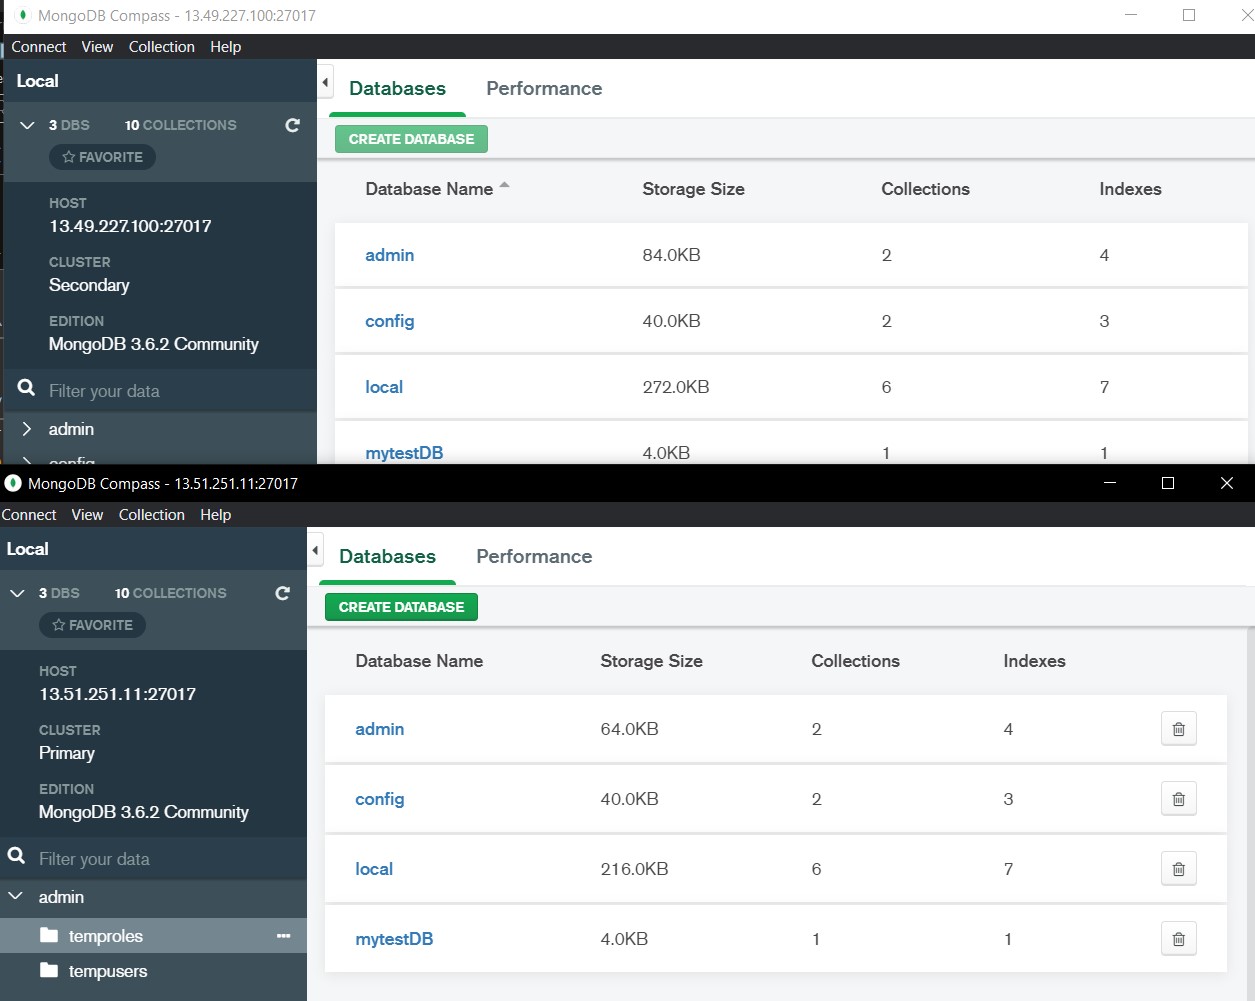 MongoDB Compass - 13.49.227.100:27017
Connect View Collection Help
Local
3 DBS 10 COLLECTIONS
FAVORITE
HOST
13.49.227.100:27017
CLUSTER
Secondary
EDITION
MongoDB 3.6.2 Community
Filter your data
admin
config
Databases Performance
CREATE DATABASE
Database Name Storage Size Collections Indexes
admin 84.0KB 2 4
config 40.0KB 2 3
local 272.0KB 6 7
mytestDB 4.0KB 1 1
MongoDB Compass - 13.51.251.11:27017
Connect View Collection Help
Local
3 DBS 10 COLLECTIONS
FAVORITE
HOST
13.51.251.11:27017
CLUSTER
Primary
EDITION
MongoDB 3.6.2 Community
Filter your data
admin
temproles
tempusers
Databases Performance
CREATE DATABASE
Database Name Storage Size Collections Indexes
admin 64.0KB 2 4
config 40.0KB 2 3
local 216.0KB 6 7
mytestDB 4.0KB 1 1